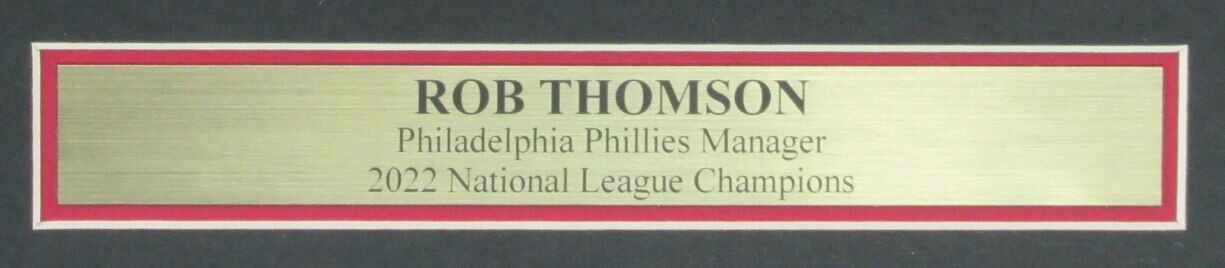 ROB THOMSON
Philadelphia Phillies Manager
2022 National League Champions